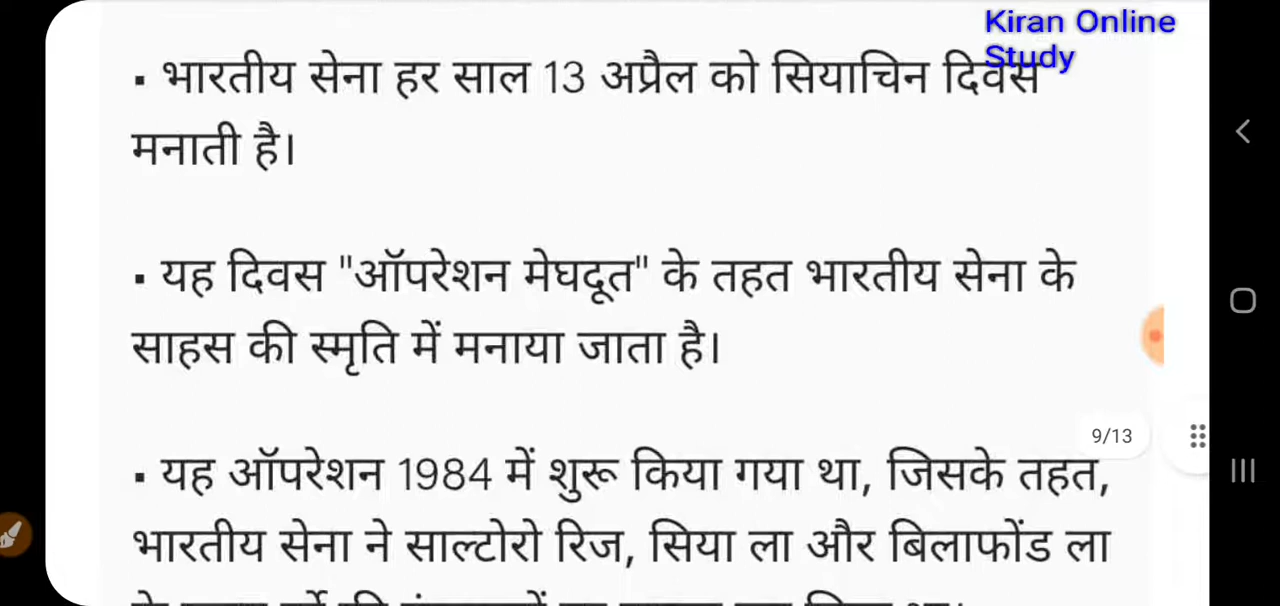 Kiran Online
Study
▪ भारतीय सेना हर साल 13 अप्रैल को सियाचिन दिवस
मनाती है।
▪ यह दिवस "ऑपरेशन मेघदूत" के तहत भारतीय सेना के
साहस की स्मृति में मनाया जाता है।
9/13
▪ यह ऑपरेशन 1984 में शुरू किया गया था, जिसके तहत,
भारतीय सेना ने साल्टोरो रिज, सिया ला और बिलाफोंड ला